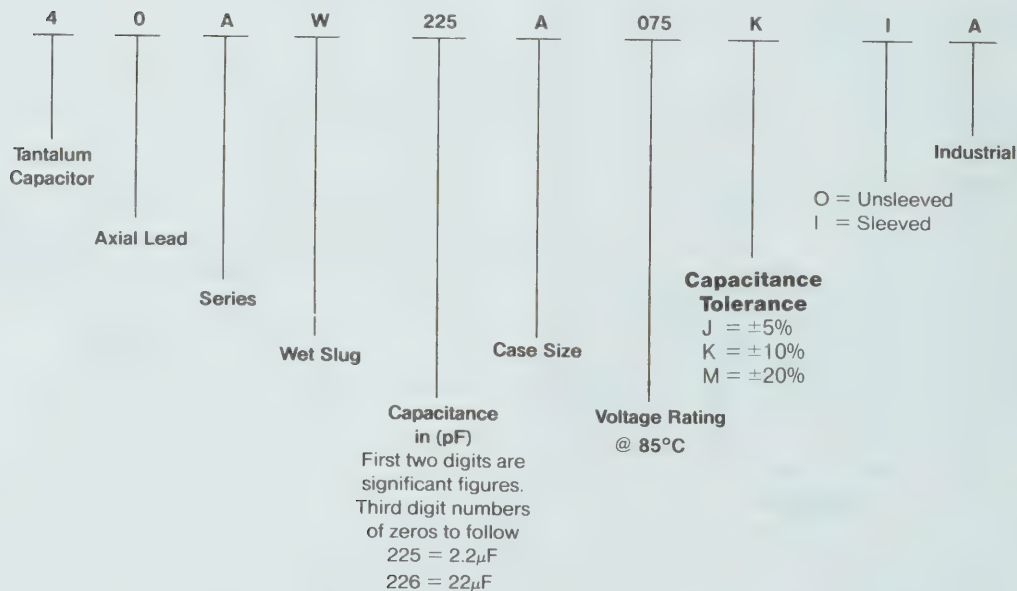 4 O A W 225 A 075 K I A
Tantalum
Capacitor
Axial Lead
Series
Wet Slug
Capacitance
in (pF)
First two digits are
significant figures.
Third digit numbers
of zeros to follow
225 = 2.2µF
226 = 22µF
Case Size
Voltage Rating
@ 85°C
Capacitance
Tolerance
J = ±5%
K = ±10%
M = ±20%
O = Unsleeved
I = Sleeved
Industrial